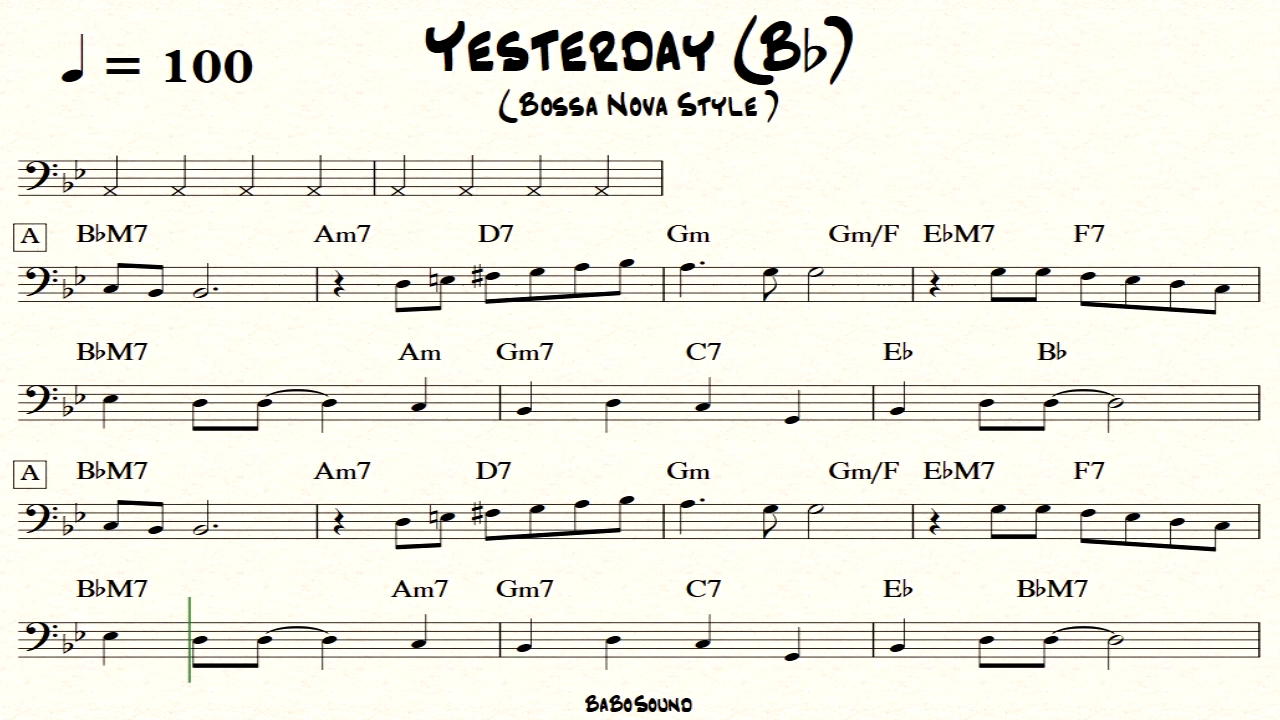 ♩ = 100
YESTERDAY (B♭)
(BOSSA NOVA STYLE)
A B♭M7 Am7 D7 Gm Gm/F E♭M7 F7
B♭M7 Am Gm7 C7 E♭ B♭
A B♭M7 Am7 D7 Gm Gm/F E♭M7 F7
B♭M7 Am7 Gm7 C7 E♭ B♭M7
BABOSOUND